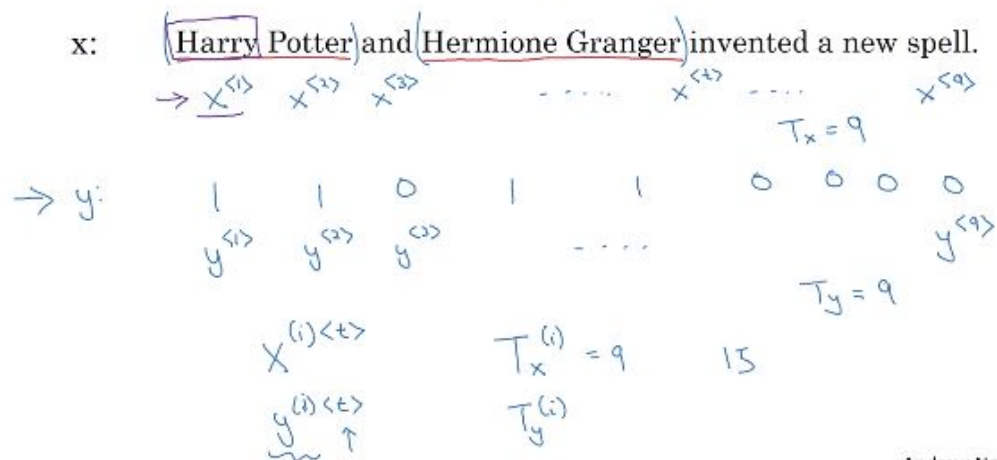 x: Harry Potter and Hermione Granger invented a new spell.
→ x<1> x<2> x<3> ..... x<t> .... x<9>
Tx = 9
→ y: 1 1 0 1 1 0 0 0 0
y<1> y<2> y<3> .... y<9>
Ty = 9
X(i)<t> Tx(i) = 9 15
y(i)<t> ↑ Ty(i)